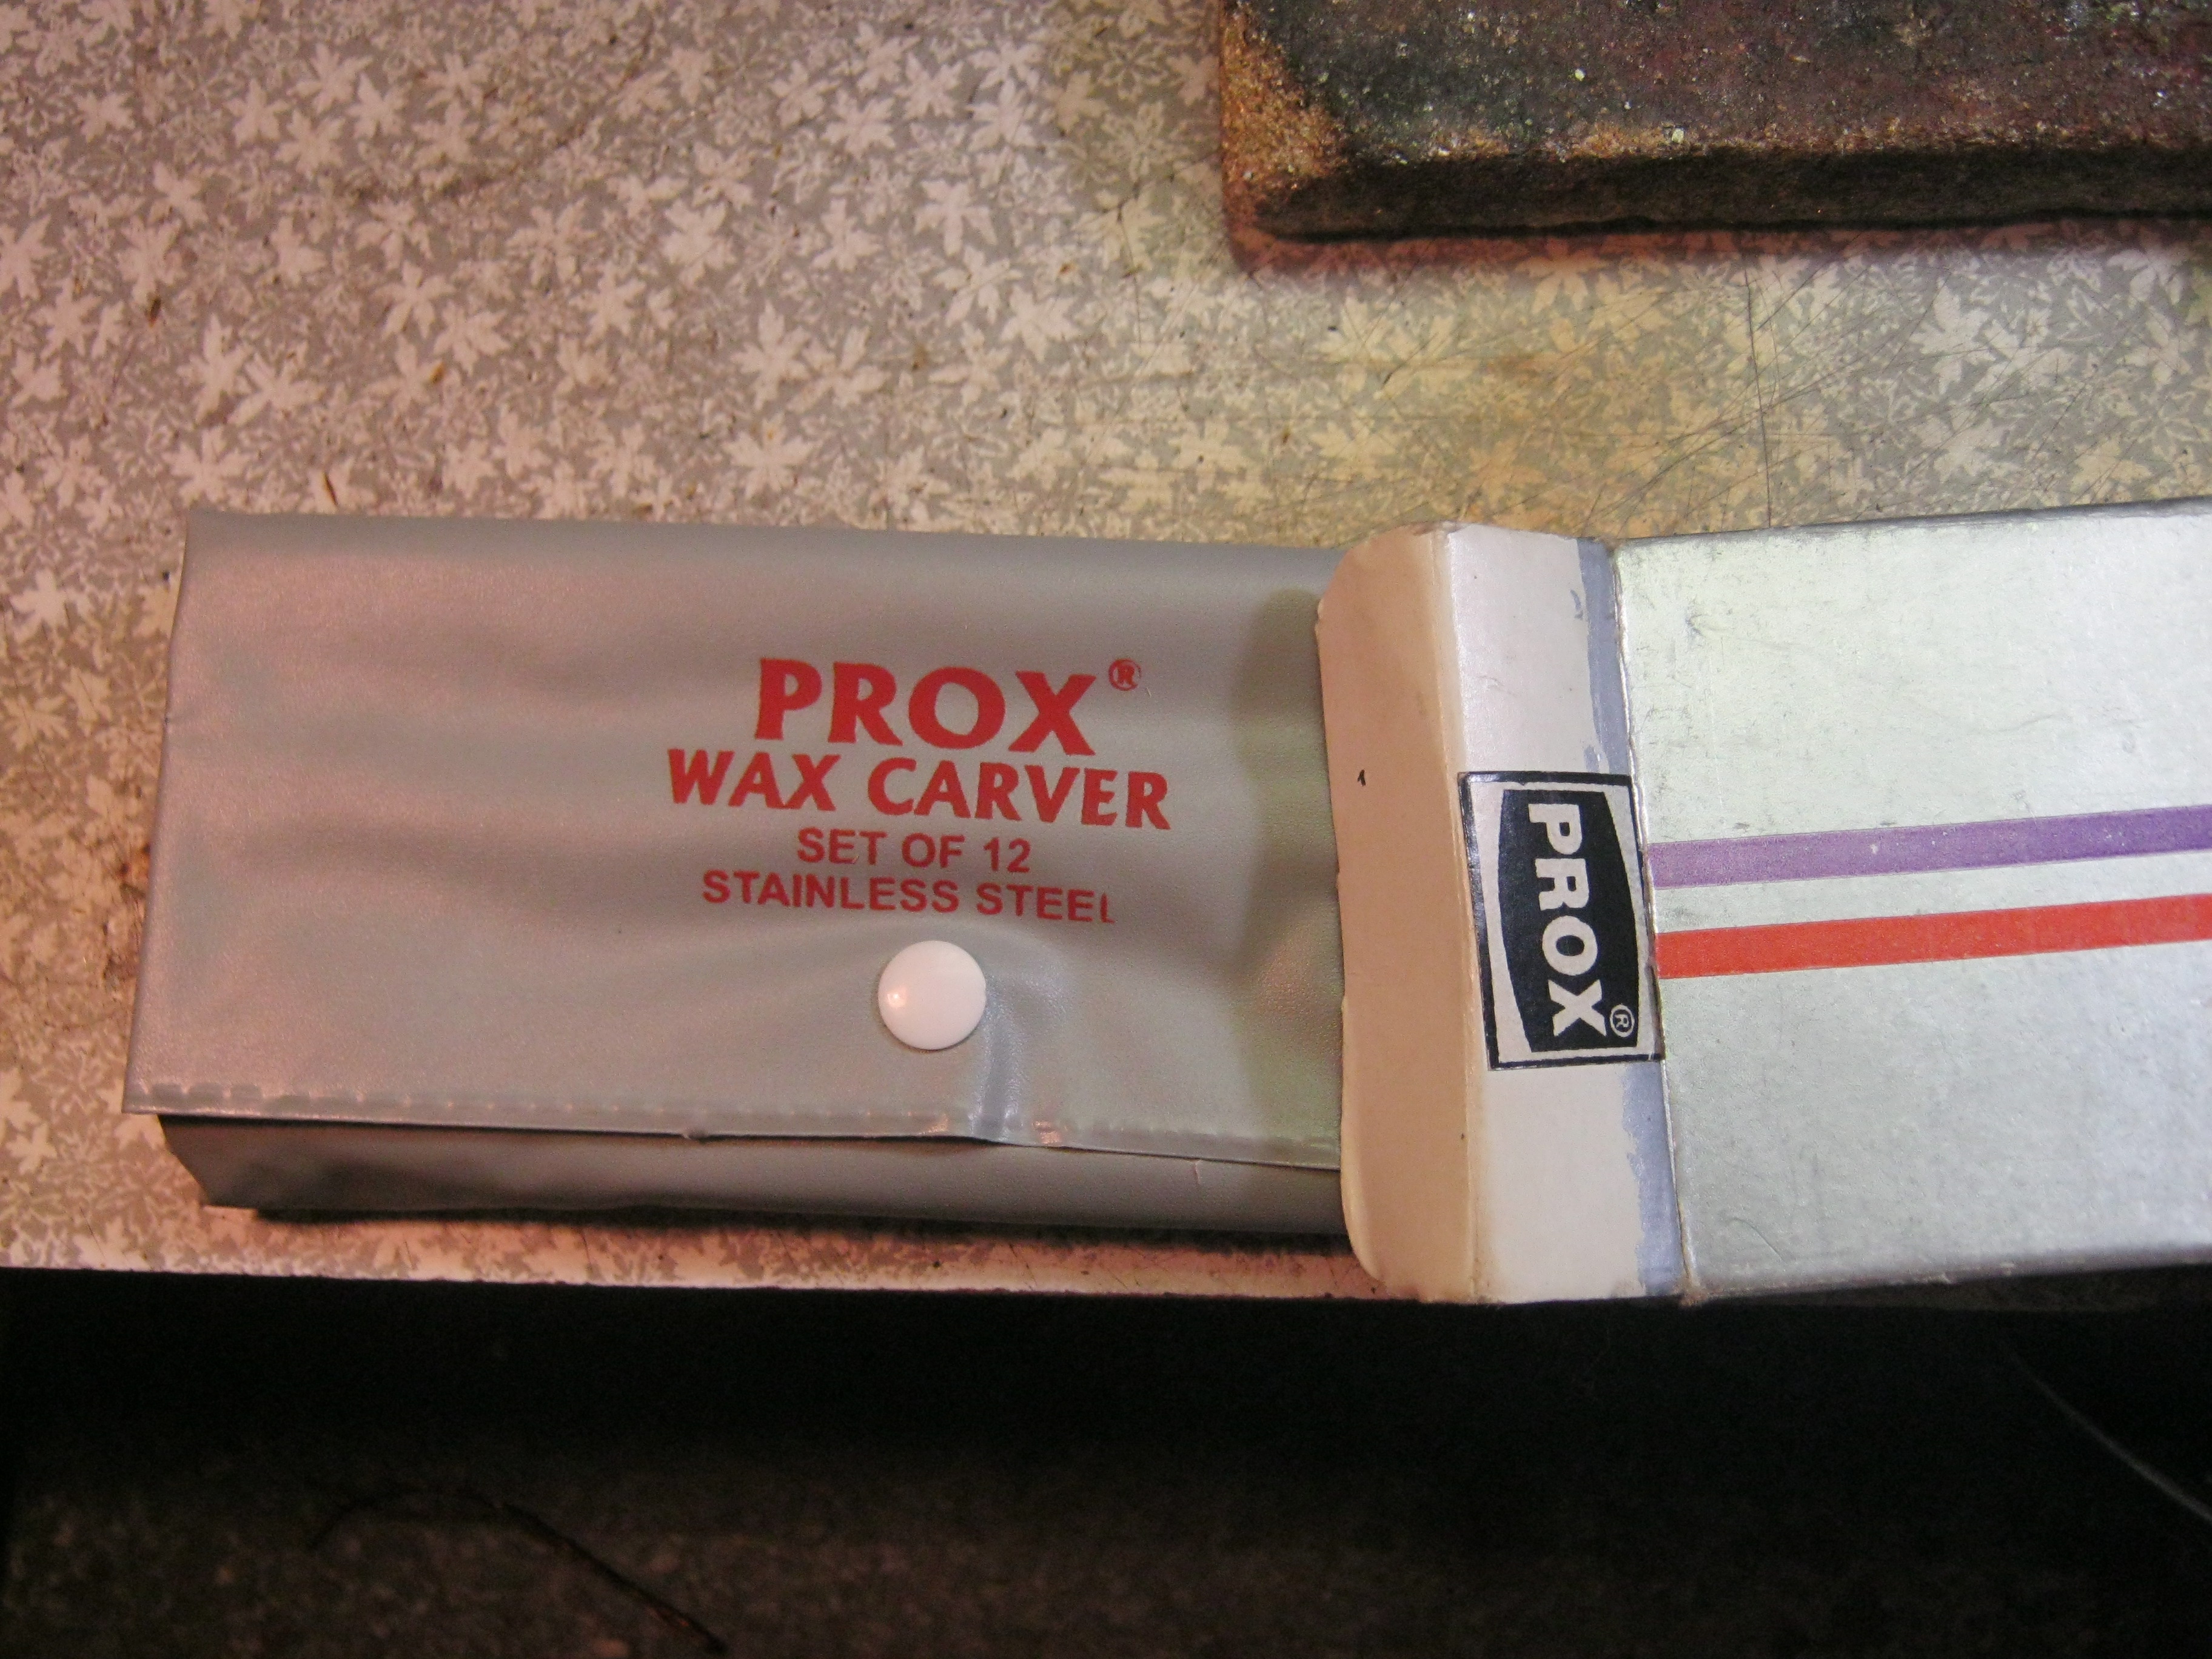 PROX®
WAX CARVER
SET OF 12
STAINLESS STEEL
PROX®